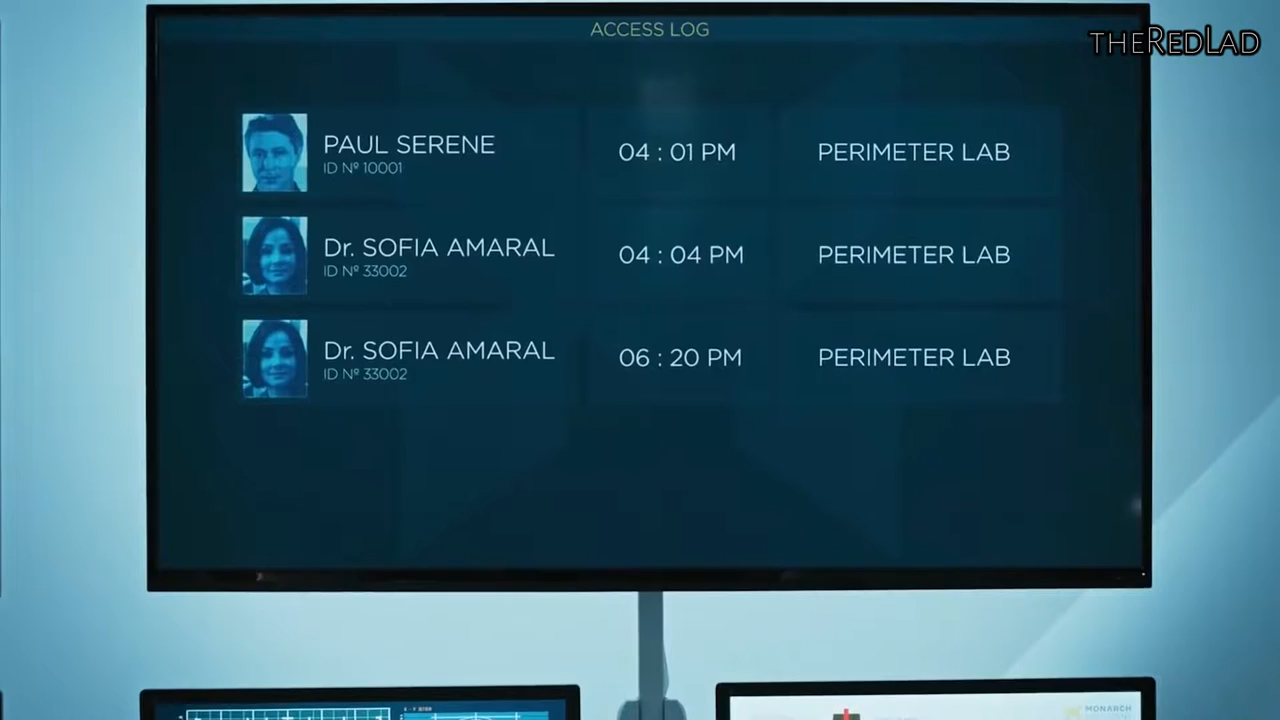 ACCESS LOG
THEREDLAD
PAUL SERENE
ID Nº 10001
04 : 01 PM
PERIMETER LAB
Dr. SOFIA AMARAL
ID Nº 33002
04 : 04 PM
PERIMETER LAB
Dr. SOFIA AMARAL
ID Nº 33002
06 : 20 PM
PERIMETER LAB
MONARCH